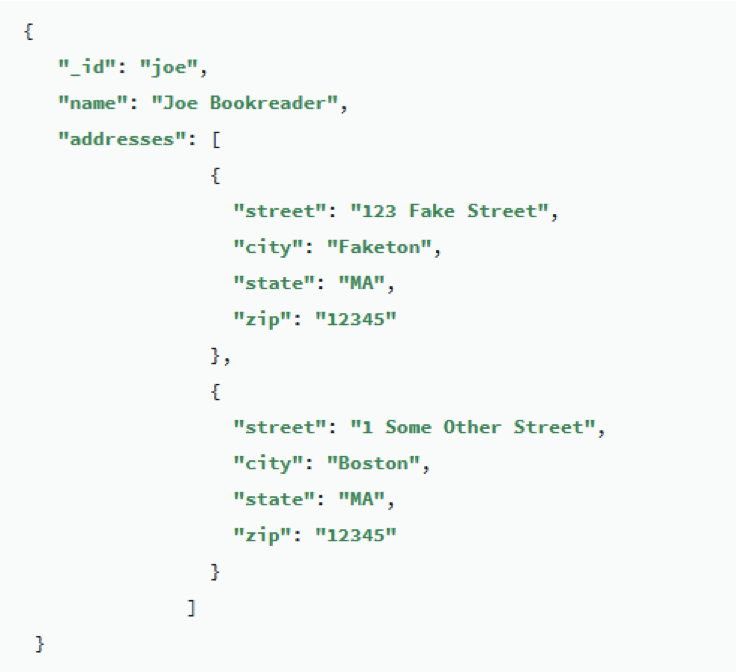 {
"_id": "joe",
"name": "Joe Bookreader",
"addresses": [
{
"street": "123 Fake Street",
"city": "Faketon",
"state": "MA",
"zip": "12345"
},
{
"street": "1 Some Other Street",
"city": "Boston",
"state": "MA",
"zip": "12345"
}
]
}